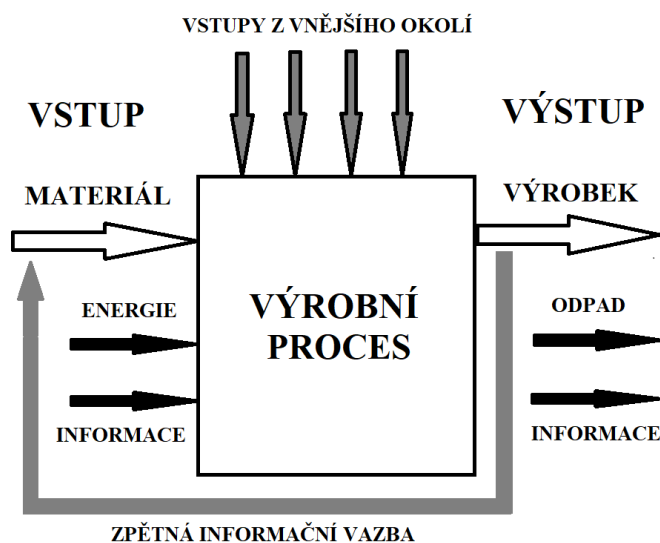 VSTUPY Z VNĚJŠÍHO OKOLÍ
VSTUP
VÝSTUP
MATERIÁL
VÝROBEK
ENERGIE
VÝROBNÍ
PROCES
ODPAD
INFORMACE
INFORMACE
ZPĚTNÁ INFORMAČNÍ VAZBA